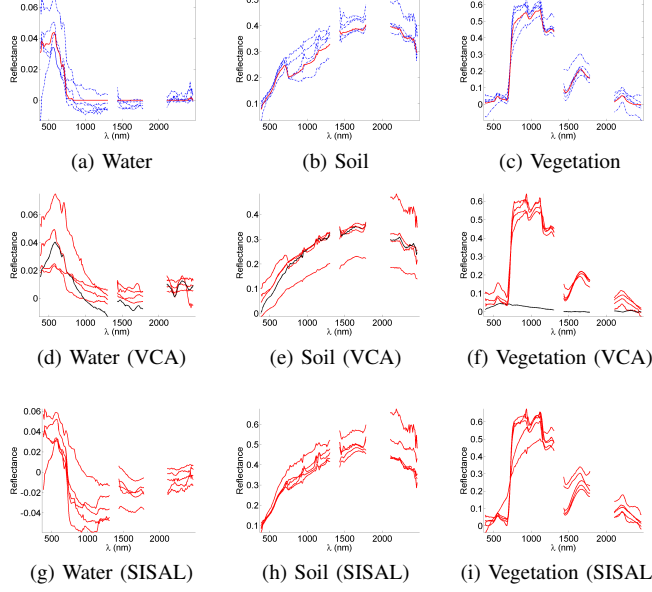 0.06
0.04
0.02
0
Reflectance
500 1000 1500 2000
λ (nm)
(a) Water
0.4
0.3
0.2
0.1
Reflectance
500 1000 1500 2000
λ (nm)
(b) Soil
0.6
0.5
0.4
0.3
0.2
0.1
0
Reflectance
500 1000 1500 2000
λ (nm)
(c) Vegetation
0.06
0.04
0.02
0
Reflectance
500 1000 1500 2000
λ (nm)
(d) Water (VCA)
0.4
0.3
0.2
0.1
0
Reflectance
500 1000 1500 2000
λ (nm)
(e) Soil (VCA)
0.6
0.5
0.4
0.3
0.2
0.1
0
Reflectance
500 1000 1500 2000
λ (nm)
(f) Vegetation (VCA)
0.06
0.04
0.02
0
-0.02
-0.04
Reflectance
500 1000 1500 2000
λ (nm)
(g) Water (SISAL)
0.6
0.5
0.4
0.3
0.2
0.1
Reflectance
500 1000 1500 2000
λ (nm)
(h) Soil (SISAL)
0.6
0.5
0.4
0.3
0.2
0.1
0
Reflectance
500 1000 1500 2000
λ (nm)
(i) Vegetation (SISAL